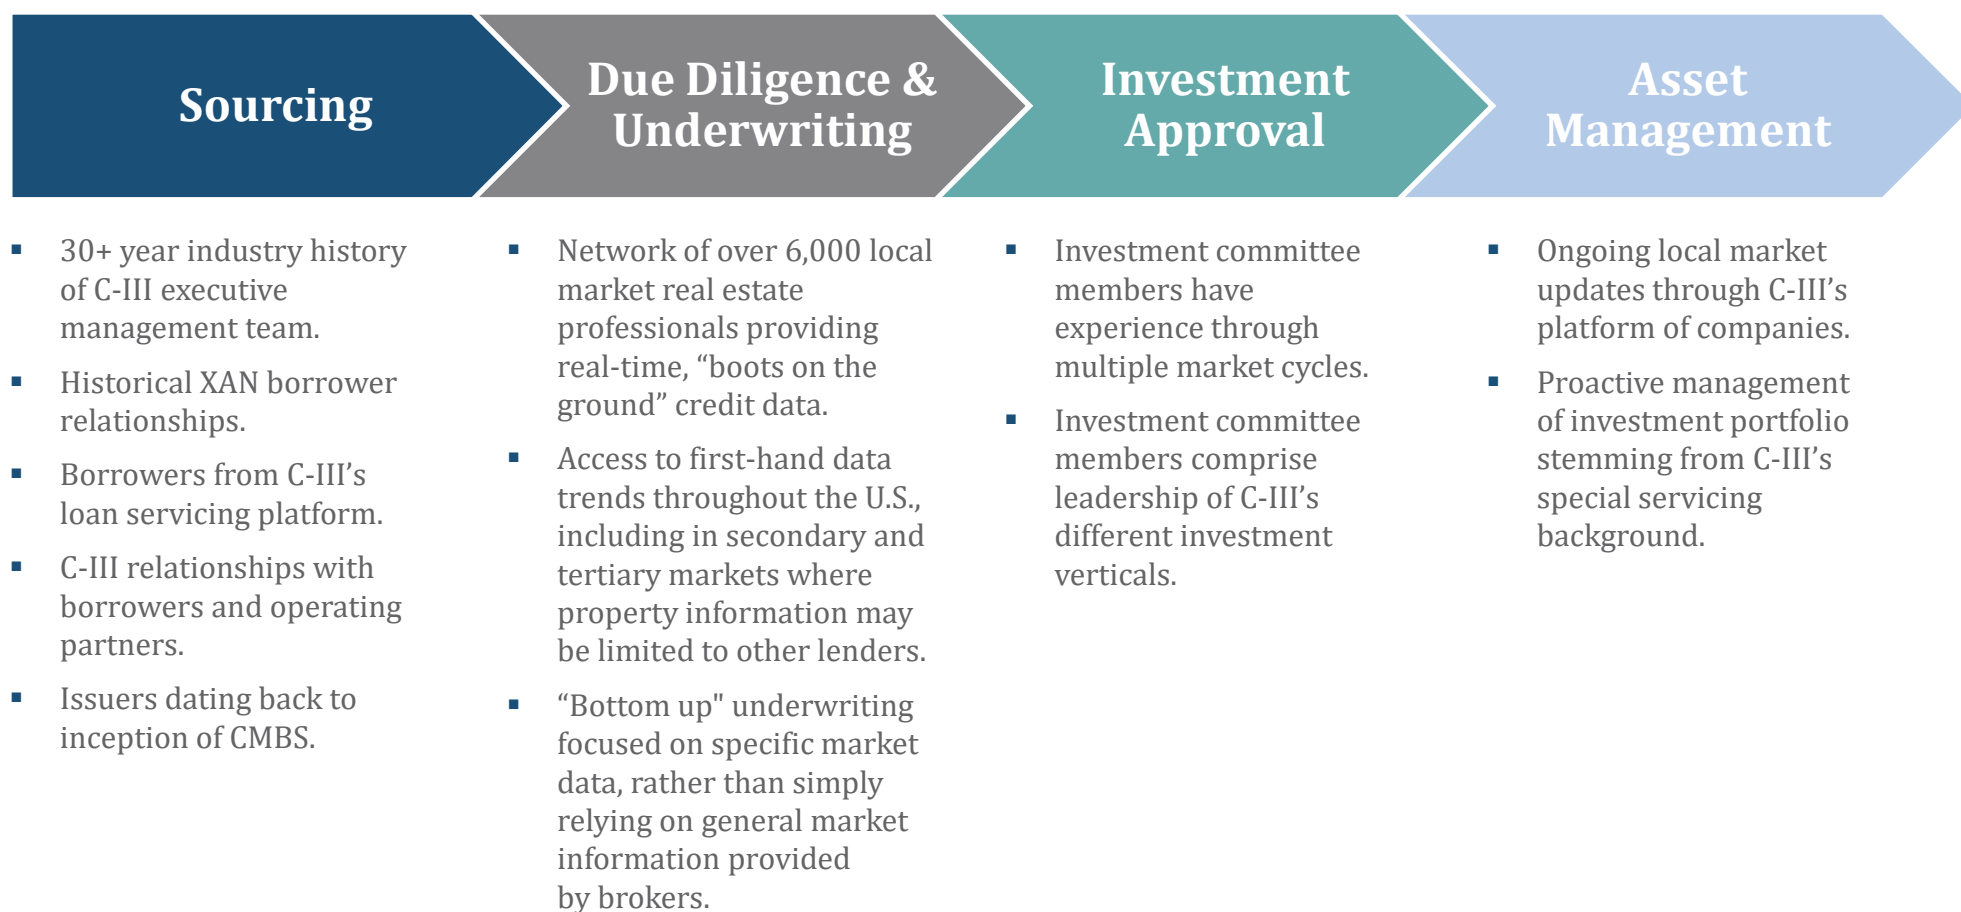 Sourcing
Due Diligence &
Underwriting
Investment
Approval
Asset
Management
▪ 30+ year industry history
of C-III executive
management team.
▪ Historical XAN borrower
relationships.
▪ Borrowers from C-III’s
loan servicing platform.
▪ C-III relationships with
borrowers and operating
partners.
▪ Issuers dating back to
inception of CMBS.
▪ Network of over 6,000 local
market real estate
professionals providing
real-time, “boots on the
ground” credit data.
▪ Access to first-hand data
trends throughout the U.S.,
including in secondary and
tertiary markets where
property information may
be limited to other lenders.
▪ “Bottom up" underwriting
focused on specific market
data, rather than simply
relying on general market
information provided
by brokers.
▪ Investment committee
members have
experience through
multiple market cycles.
▪ Investment committee
members comprise
leadership of C-III’s
different investment
verticals.
▪ Ongoing local market
updates through C-III’s
platform of companies.
▪ Proactive management
of investment portfolio
stemming from C-III’s
special servicing
background.